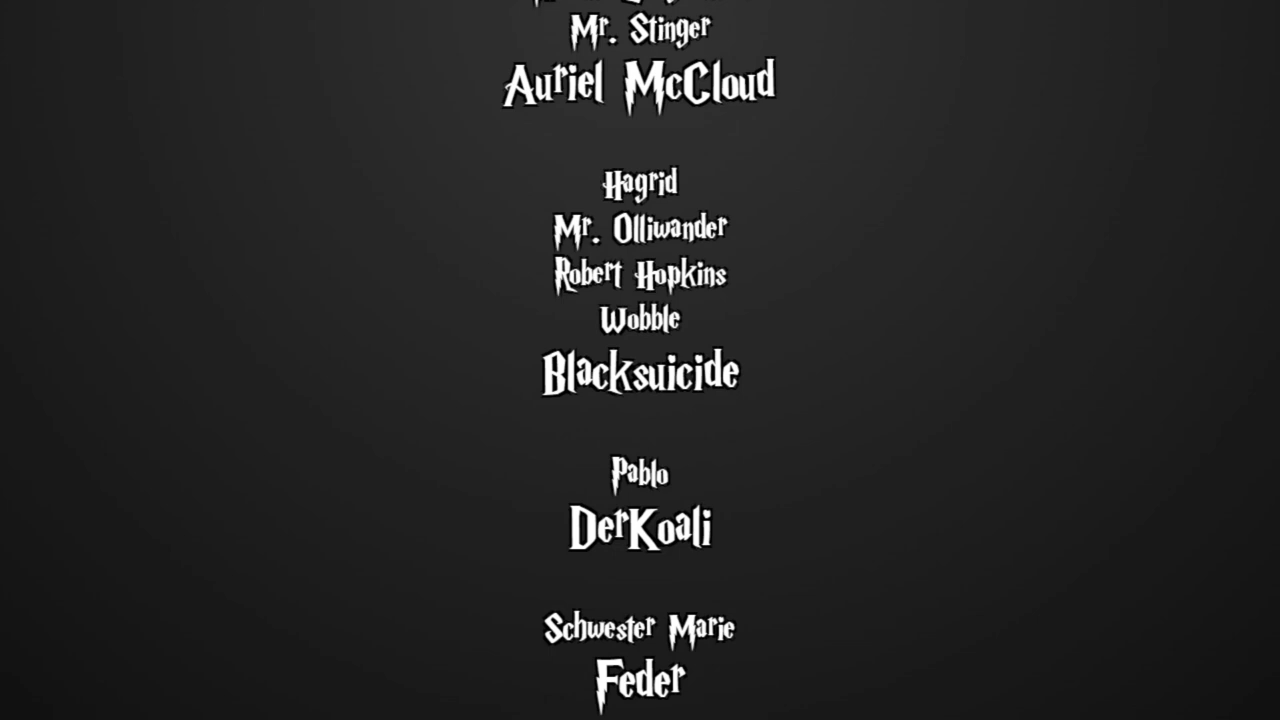 Mr. Stinger
Auriel McCloud
Hagrid
Mr. Olliwander
Robert Hopkins
Wobble
Blacksuicide
Pablo
DerKoali
Schwester Marie
Feder